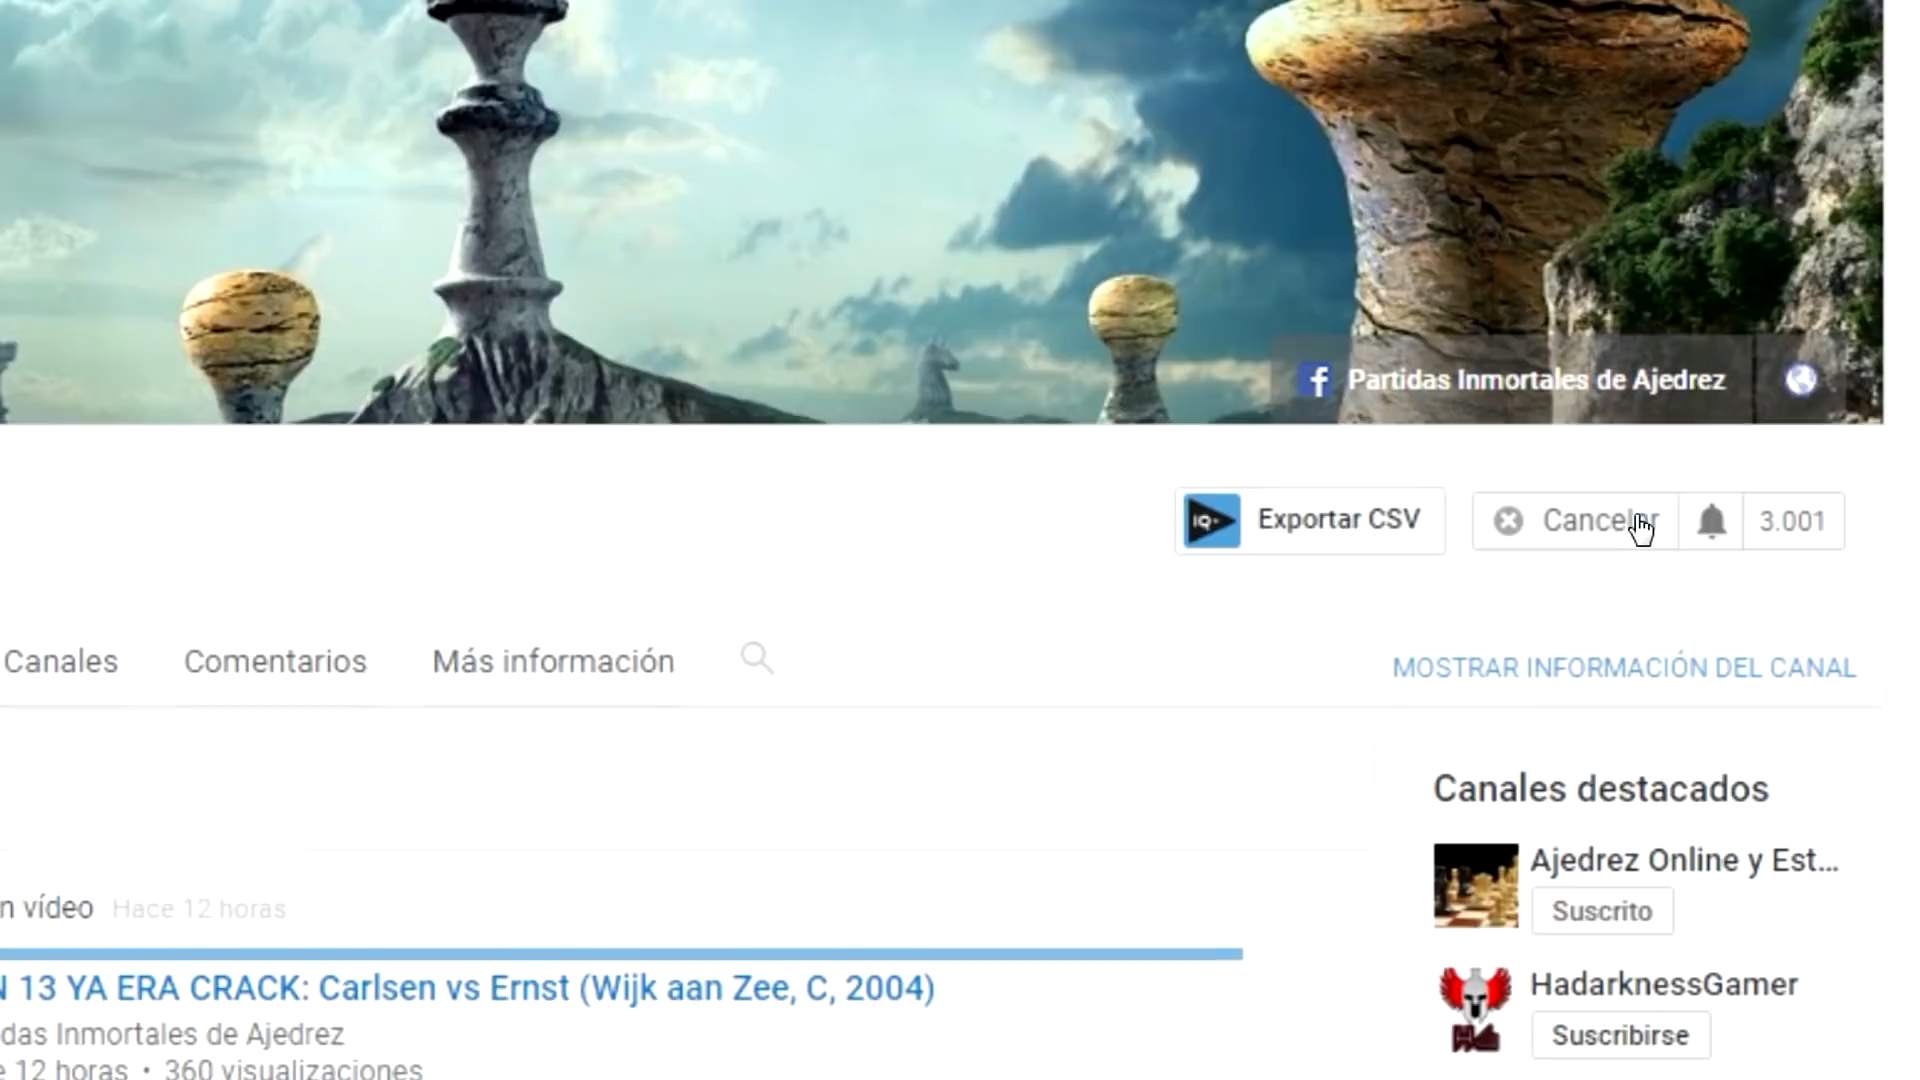 Partidas Inmortales de Ajedrez
IQ
Exportar CSV
Cancelar
3.001
Canales
Comentarios
Más información
MOSTRAR INFORMACIÓN DEL CANAL
Canales destacados
Ajedrez Online y Est...
Suscrito
HadarknessGamer
Suscribirse
n vídeo Hace 12 horas
N 13 YA ERA CRACK: Carlsen vs Ernst (Wijk aan Zee, C, 2004)
das Inmortales de Ajedrez
e 12 horas • 360 visualizaciones